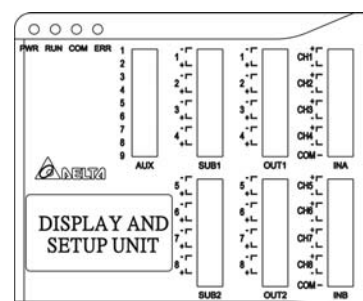 PWR RUN COM ERR
1
2
3
4
5
6
7
8
9
AUX
1
2
3
4
SUB1
1
2
3
4
OUT1
CH1
CH2
CH3
CH4
COM
INA
DELTA
DISPLAY AND
SETUP UNIT
5
6
7
8
SUB2
5
6
7
8
OUT2
CH5
CH6
CH7
CH8
COM
INB